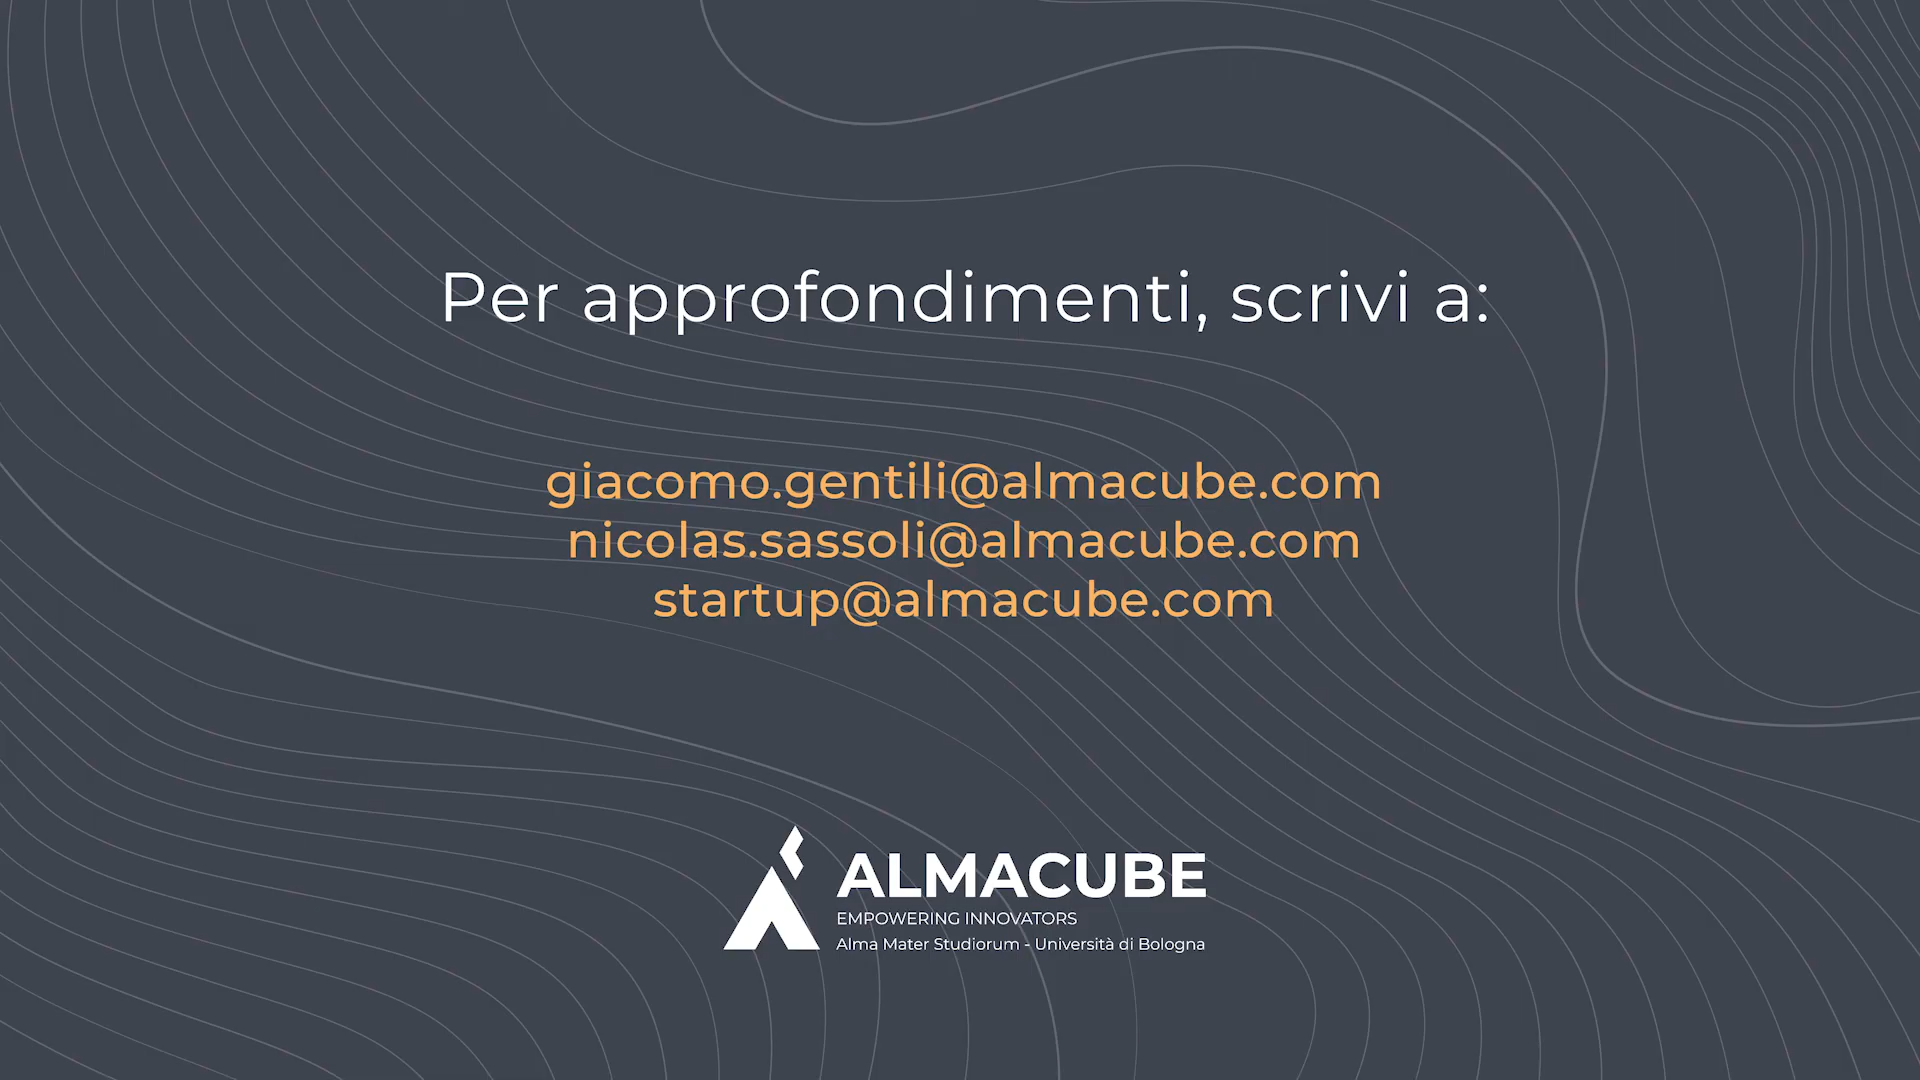 Per approfondimenti, scrivi a:
giacomo.gentili@almacube.com
nicolas.sassoli@almacube.com
startup@almacube.com
ALMACUBE
EMPOWERING INNOVATORS
Alma Mater Studiorum - Università di Bologna